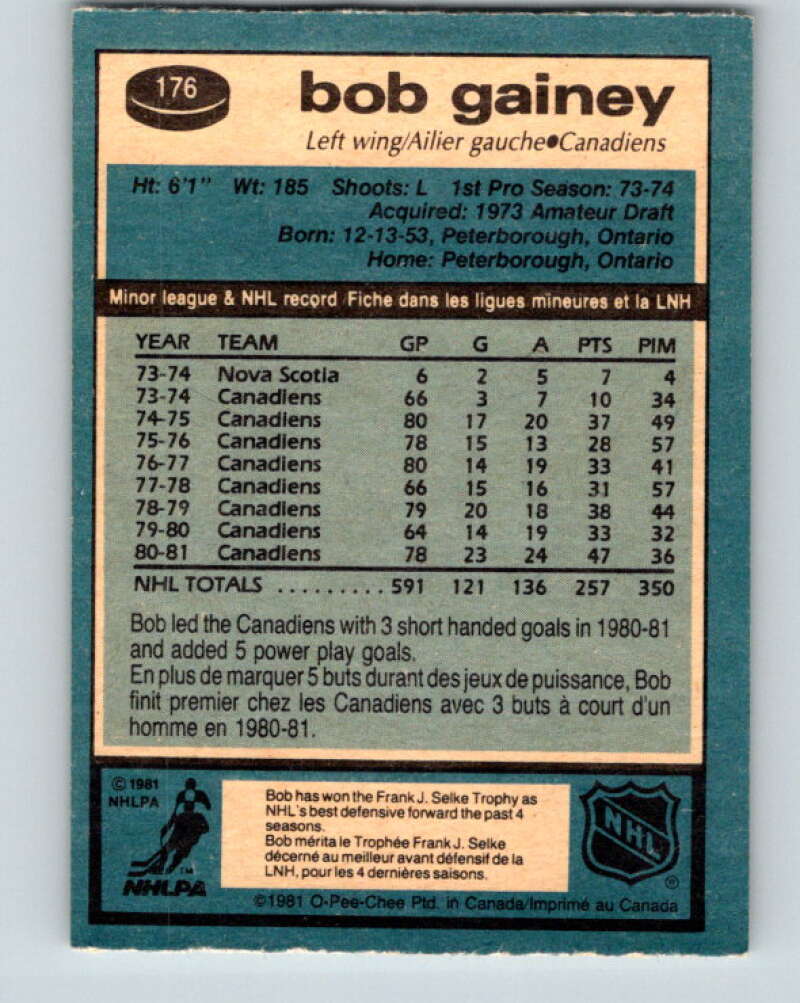 176
bob gainey
Left wing/Ailier gauche●Canadiens
Ht: 6'1" Wt: 185 Shoots: L 1st Pro Season: 73-74
Acquired: 1973 Amateur Draft
Born: 12-13-53, Peterborough, Ontario
Home: Peterborough, Ontario
Minor league & NHL record/Fiche dans les ligues mineures et la LNH
YEAR TEAM GP G A PTS PIM
73-74 Nova Scotia 6 2 5 7 4
73-74 Canadiens 66 3 7 10 34
74-75 Canadiens 80 17 20 37 49
75-76 Canadiens 78 15 13 28 57
76-77 Canadiens 80 14 19 33 41
77-78 Canadiens 66 15 16 31 57
78-79 Canadiens 79 20 18 38 44
79-80 Canadiens 64 14 19 33 32
80-81 Canadiens 78 23 24 47 36
NHL TOTALS .......... 591 121 136 257 350
Bob led the Canadiens with 3 short handed goals in 1980-81
and added 5 power play goals.
En plus de marquer 5 buts durant des jeux de puissance, Bob
finit premier chez les Canadiens avec 3 buts à court d'un
homme en 1980-81.
© 1981
NHLPA
TM
NHLPA
Bob has won the Frank J. Selke Trophy as
NHL's best defensive forward the past 4
seasons.
Bob mérita le Trophée Frank J. Selke
décerné au meilleur avant défensif de la
LNH, pour les 4 dernières saisons.
NHL
®
©1981 O-Pee-Chee Ptd. in Canada/Imprimé au Canada